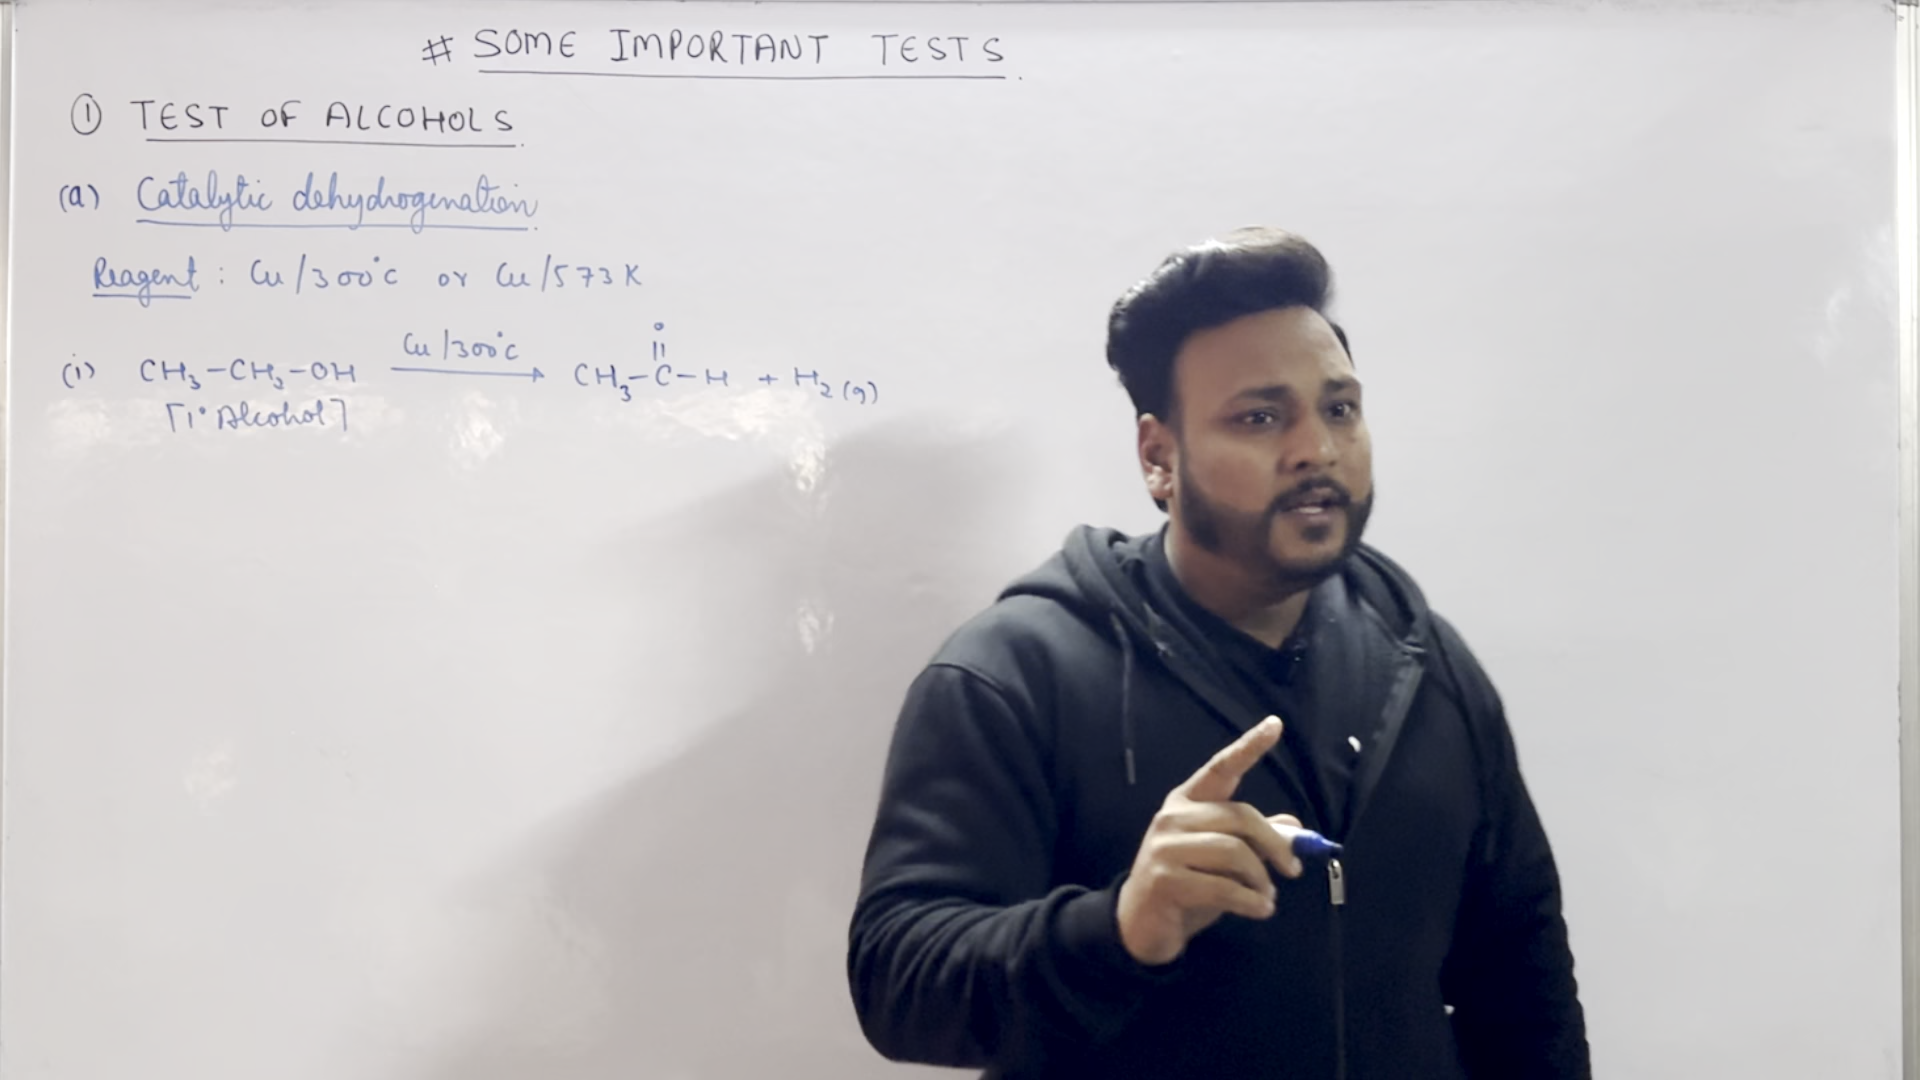 # SOME IMPORTANT TESTS.
① TEST OF ALCOHOLS.
(a) Catalytic dehydrogenation.
Reagent : Cu/300°C or Cu/573K
(i) CH₃-CH₂-OH Cu/300°C → CH₃-C(=O)-H + H₂(g)
[1° Alcohol]